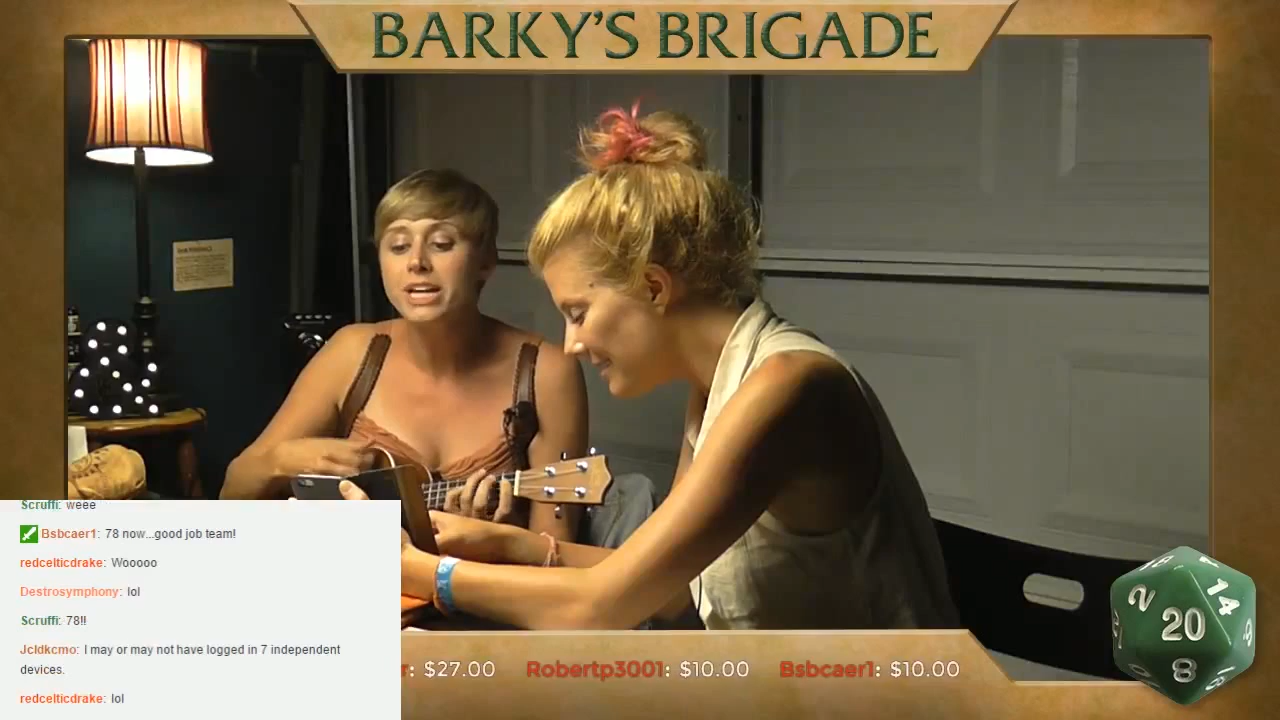 BARKY'S BRIGADE
Scruffi: weee
Bsbcaer1: 78 now...good job team!
redcelticdrake: Wooooo
Destrosymphony: lol
Scruffi: 78!!
Jcldkcmo: I may or may not have logged in 7 independent
devices.
redcelticdrake: lol
r: $27.00 Robertp3001: $10.00 Bsbcaer1: $10.00
2
14
20
8